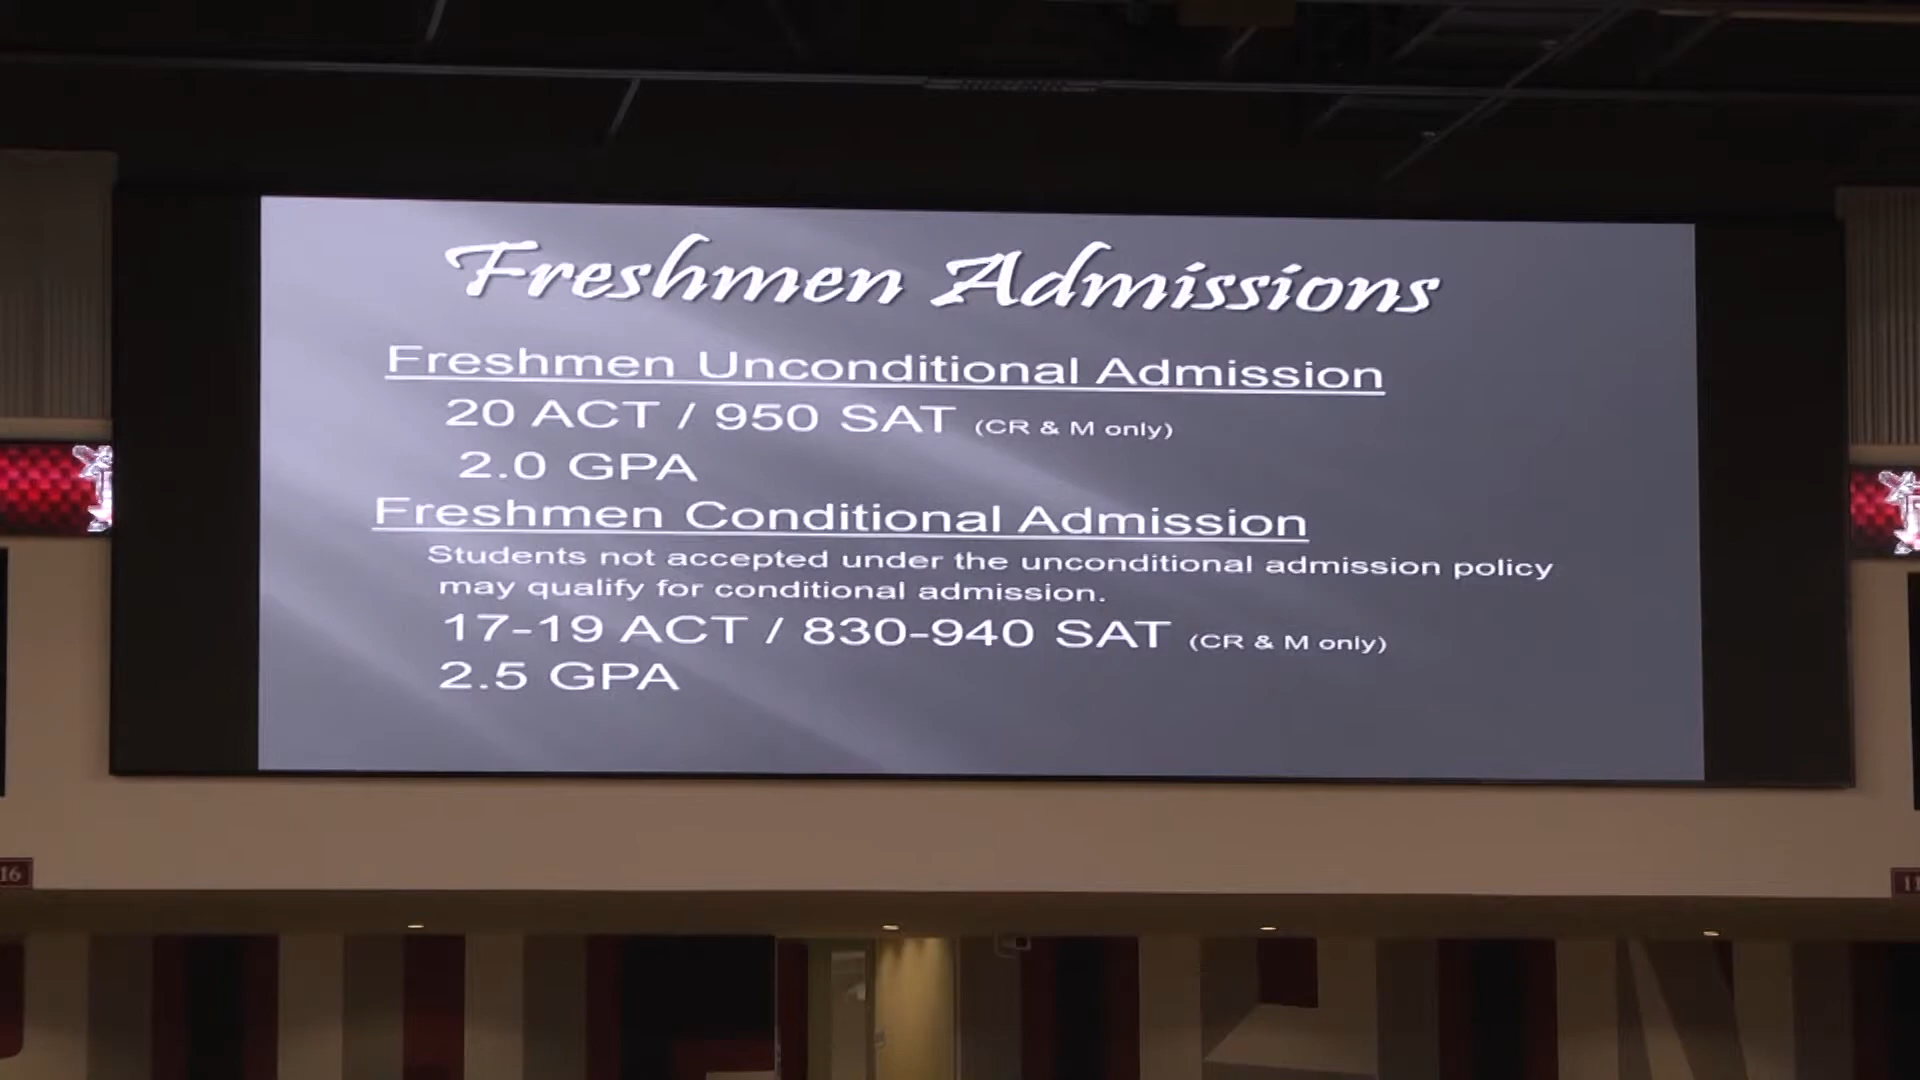 Freshmen Admissions
Freshmen Unconditional Admission
20 ACT / 950 SAT (CR & M only)
2.0 GPA
Freshmen Conditional Admission
Students not accepted under the unconditional admission policy
may qualify for conditional admission.
17-19 ACT / 830-940 SAT (CR & M only)
2.5 GPA
16